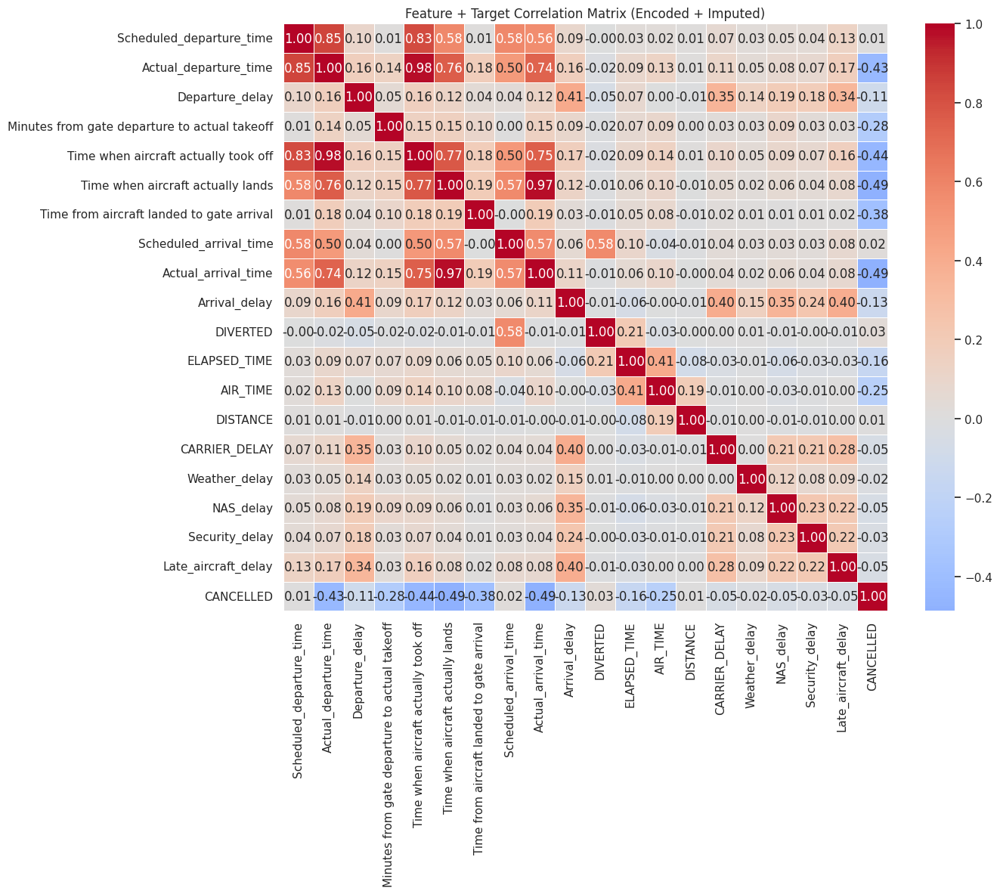 Feature + Target Correlation Matrix (Encoded + Imputed)
Scheduled_departure_time 1.00 0.85 0.10 0.01 0.83 0.58 0.01 0.58 0.56 0.09 -0.00 0.03 0.02 0.01 0.07 0.03 0.05 0.04 0.13 0.01
Actual_departure_time 0.85 1.00 0.16 0.14 0.98 0.76 0.18 0.50 0.74 0.16 -0.02 0.09 0.13 0.01 0.11 0.05 0.08 0.07 0.17 -0.43
Departure_delay 0.10 0.16 1.00 0.05 0.16 0.12 0.04 0.04 0.12 0.41 -0.05 0.07 0.00 -0.01 0.35 0.14 0.19 0.18 0.34 -0.11
Minutes from gate departure to actual takeoff 0.01 0.14 0.05 1.00 0.15 0.15 0.10 0.00 0.15 0.09 -0.02 0.07 0.09 0.00 0.03 0.03 0.09 0.03 0.03 -0.28
Time when aircraft actually took off 0.83 0.98 0.16 0.15 1.00 0.77 0.18 0.50 0.75 0.17 -0.02 0.09 0.14 0.01 0.10 0.05 0.09 0.07 0.16 -0.44
Time when aircraft actually lands 0.58 0.76 0.12 0.15 0.77 1.00 0.19 0.57 0.97 0.12 -0.01 0.06 0.10 -0.01 0.05 0.02 0.06 0.04 0.08 -0.49
Time from aircraft landed to gate arrival 0.01 0.18 0.04 0.10 0.18 0.19 1.00 -0.00 0.19 0.03 -0.01 0.05 0.08 -0.01 0.02 0.01 0.01 0.01 0.02 -0.38
Scheduled_arrival_time 0.58 0.50 0.04 0.00 0.50 0.57 -0.00 1.00 0.57 0.06 0.58 0.10 -0.04 -0.01 0.04 0.03 0.03 0.03 0.08 0.02
Actual_arrival_time 0.56 0.74 0.12 0.15 0.75 0.97 0.19 0.57 1.00 0.11 -0.01 0.06 0.10 -0.00 0.04 0.02 0.06 0.04 0.08 -0.49
Arrival_delay 0.09 0.16 0.41 0.09 0.17 0.12 0.03 0.06 0.11 1.00 -0.01 -0.06 -0.00 -0.01 0.40 0.15 0.35 0.24 0.40 -0.13
DIVERTED -0.00 -0.02 -0.05 -0.02 -0.02 -0.01 -0.01 0.58 -0.01 -0.01 1.00 0.21 -0.03 -0.00 0.00 0.01 -0.01 -0.00 -0.01 0.03
ELAPSED_TIME 0.03 0.09 0.07 0.07 0.09 0.06 0.05 0.10 0.06 -0.06 0.21 1.00 0.41 -0.08 -0.03 -0.01 -0.06 -0.03 -0.03 -0.16
AIR_TIME 0.02 0.13 0.00 0.09 0.14 0.10 0.08 -0.04 0.10 -0.00 -0.03 0.41 1.00 0.19 -0.01 0.00 -0.03 -0.01 0.00 -0.25
DISTANCE 0.01 0.01 -0.01 0.00 0.01 -0.01 -0.01 -0.01 -0.00 -0.01 -0.00 -0.08 0.19 1.00 -0.01 0.00 -0.01 -0.01 0.00 0.01
CARRIER_DELAY 0.07 0.11 0.35 0.03 0.10 0.05 0.02 0.04 0.04 0.40 0.00 -0.03 -0.01 -0.01 1.00 0.00 0.21 0.21 0.28 -0.05
Weather_delay 0.03 0.05 0.14 0.03 0.05 0.02 0.01 0.03 0.02 0.15 0.01 -0.01 0.00 0.00 0.00 1.00 0.12 0.08 0.09 -0.02
NAS_delay 0.05 0.08 0.19 0.09 0.09 0.06 0.01 0.03 0.06 0.35 -0.01 -0.06 -0.03 -0.01 0.21 0.12 1.00 0.23 0.22 -0.05
Security_delay 0.04 0.07 0.18 0.03 0.07 0.04 0.01 0.03 0.04 0.24 -0.00 -0.03 -0.01 -0.01 0.21 0.08 0.23 1.00 0.22 -0.03
Late_aircraft_delay 0.13 0.17 0.34 0.03 0.16 0.08 0.02 0.08 0.08 0.40 -0.01 -0.03 0.00 0.00 0.28 0.09 0.22 0.22 1.00 -0.05
CANCELLED 0.01 -0.43 -0.11 -0.28 -0.44 -0.49 -0.38 0.02 -0.49 -0.13 0.03 -0.16 -0.25 0.01 -0.05 -0.02 -0.05 -0.03 -0.05 1.00
Scheduled_departure_time
Actual_departure_time
Departure_delay
Minutes from gate departure to actual takeoff
Time when aircraft actually took off
Time when aircraft actually lands
Time from aircraft landed to gate arrival
Scheduled_arrival_time
Actual_arrival_time
Arrival_delay
DIVERTED
ELAPSED_TIME
AIR_TIME
DISTANCE
CARRIER_DELAY
Weather_delay
NAS_delay
Security_delay
Late_aircraft_delay
CANCELLED
1.0
0.8
0.6
0.4
0.2
0.0
−0.2
−0.4